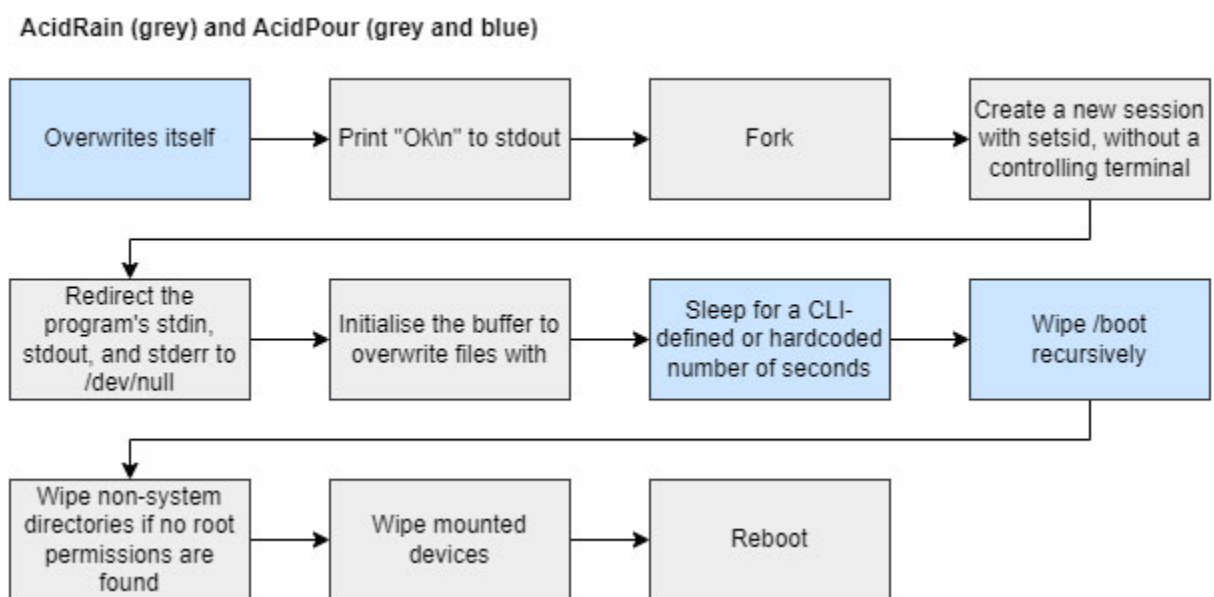 AcidRain (grey) and AcidPour (grey and blue)
Overwrites itself
Print "Ok\n" to stdout
Fork
Create a new session
with setsid, without a
controlling terminal
Redirect the
program's stdin,
stdout, and stderr to
/dev/null
Initialise the buffer to
overwrite files with
Sleep for a CLI-
defined or hardcoded
number of seconds
Wipe /boot
recursively
Wipe non-system
directories if no root
permissions are
found
Wipe mounted
devices
Reboot